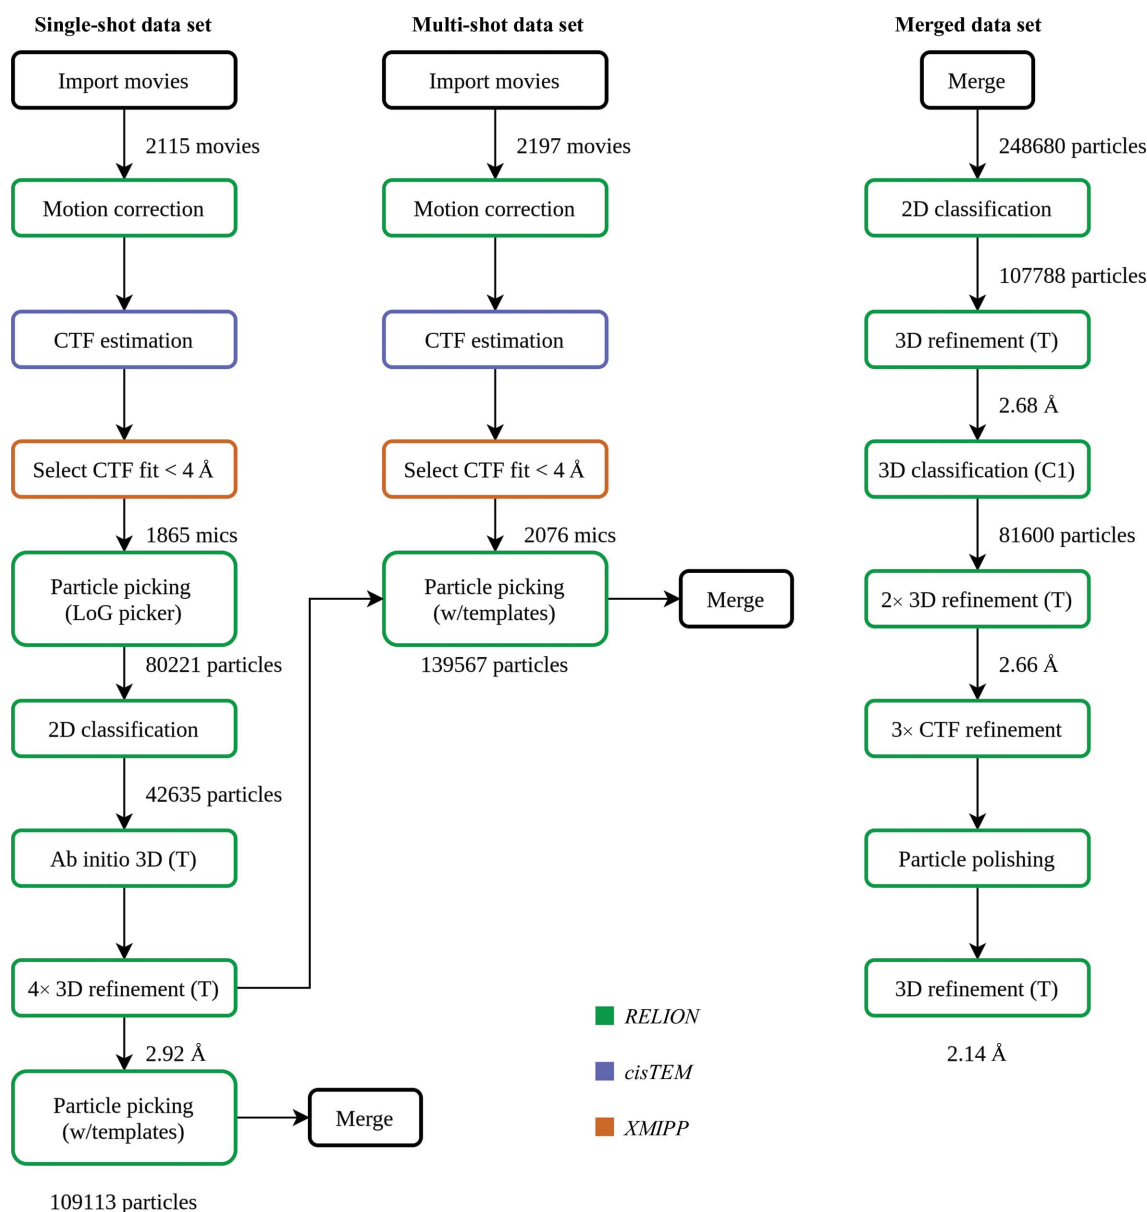 Single-shot data set
Import movies
2115 movies
Motion correction
CTF estimation
Select CTF fit < 4 Å
1865 mics
Particle picking
(LoG picker)
80221 particles
2D classification
42635 particles
Ab initio 3D (T)
4× 3D refinement (T)
2.92 Å
Particle picking
(w/templates)
109113 particles
Merge
Multi-shot data set
Import movies
2197 movies
Motion correction
CTF estimation
Select CTF fit < 4 Å
2076 mics
Particle picking
(w/templates)
139567 particles
Merge
Merged data set
Merge
248680 particles
2D classification
107788 particles
3D refinement (T)
2.68 Å
3D classification (C1)
81600 particles
2× 3D refinement (T)
2.66 Å
3× CTF refinement
Particle polishing
3D refinement (T)
2.14 Å
RELION
cisTEM
XMIPP